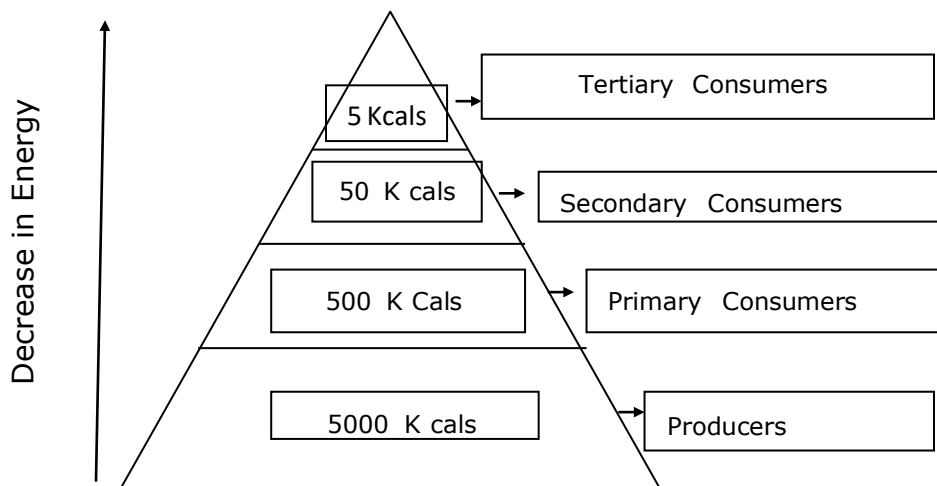 Decrease in Energy
5 Kcals
Tertiary Consumers
50 K cals
Secondary Consumers
500 K Cals
Primary Consumers
5000 K cals
Producers